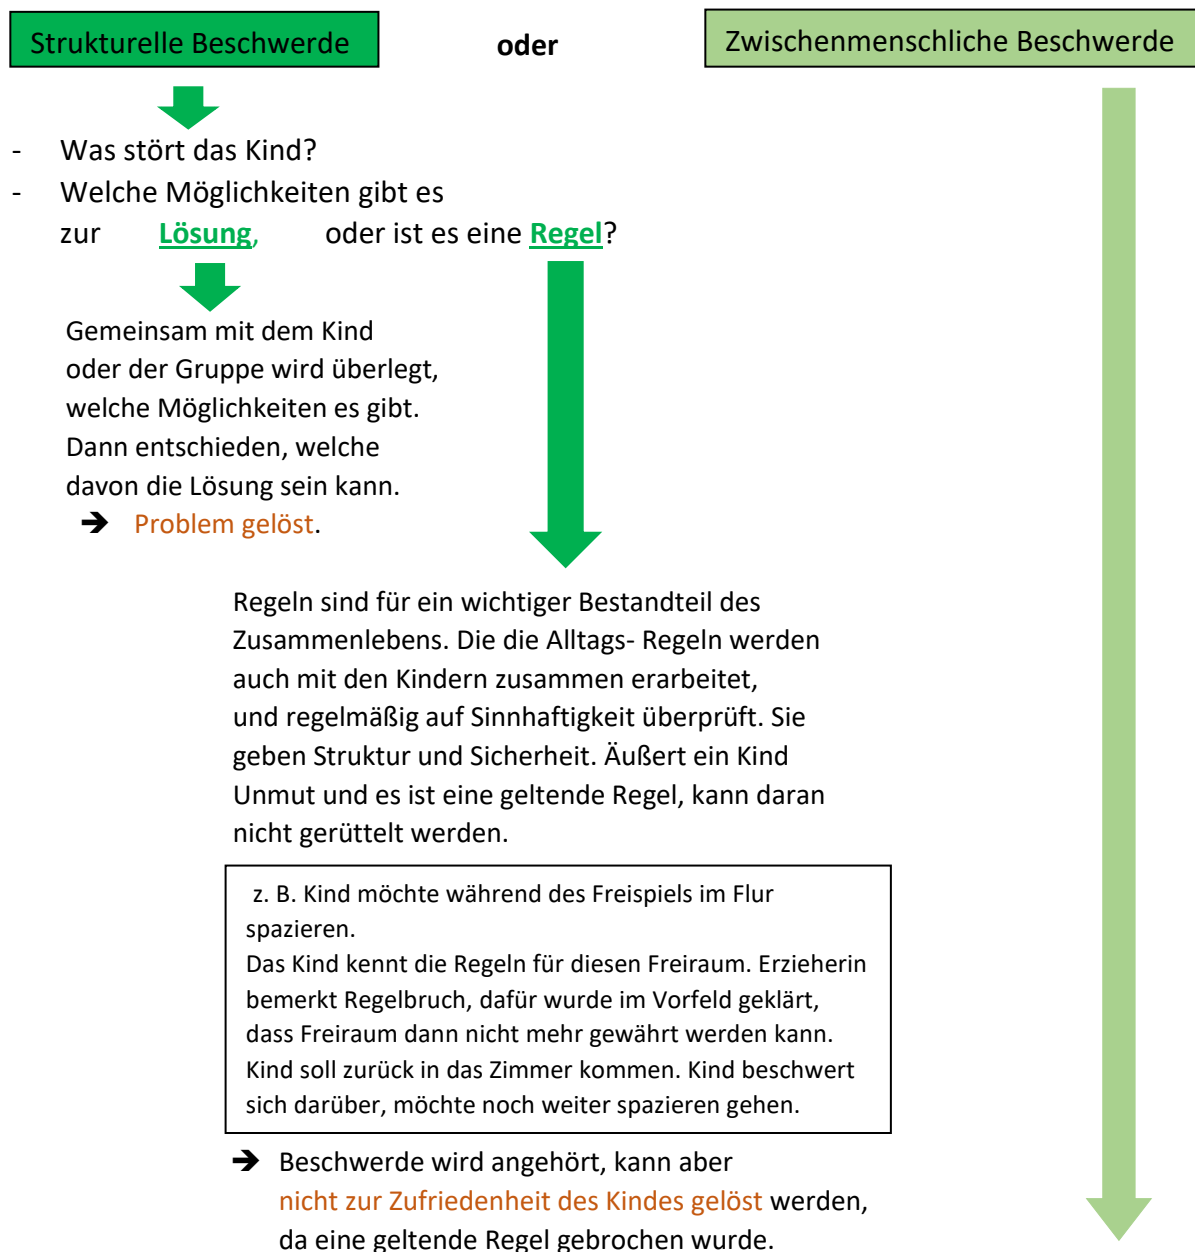 Strukturelle Beschwerde oder Zwischenmenschliche Beschwerde
- Was stört das Kind?
- Welche Möglichkeiten gibt es
zur Lösung, oder ist es eine Regel?
Gemeinsam mit dem Kind
oder der Gruppe wird überlegt,
welche Möglichkeiten es gibt.
Dann entschieden, welche
davon die Lösung sein kann.
➔ Problem gelöst.
Regeln sind für ein wichtiger Bestandteil des
Zusammenlebens. Die die Alltags- Regeln werden
auch mit den Kindern zusammen erarbeitet,
und regelmäßig auf Sinnhaftigkeit überprüft. Sie
geben Struktur und Sicherheit. Äußert ein Kind
Unmut und es ist eine geltende Regel, kann daran
nicht gerüttelt werden.
z. B. Kind möchte während des Freispiels im Flur
spazieren.
Das Kind kennt die Regeln für diesen Freiraum. Erzieherin
bemerkt Regelbruch, dafür wurde im Vorfeld geklärt,
dass Freiraum dann nicht mehr gewährt werden kann.
Kind soll zurück in das Zimmer kommen. Kind beschwert
sich darüber, möchte noch weiter spazieren gehen.
➔ Beschwerde wird angehört, kann aber
nicht zur Zufriedenheit des Kindes gelöst werden,
da eine geltende Regel gebrochen wurde.